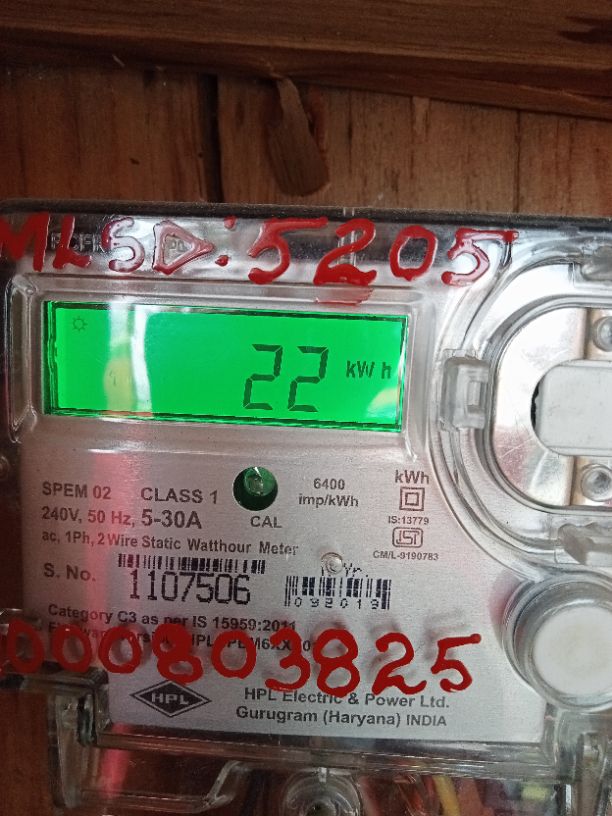 MLSD:5205
22 kWh
SPEM 02 CLASS 1
240V, 50 Hz, 5-30A
ac, 1Ph, 2 Wire Static Watthour Meter
CAL
6400
imp/kWh
kWh
IS:13779
ISI
CM/L-9190783
S. No. 1107506
092019
Category C3 as per IS 15959:2011
000803825
HPL
HPL Electric & Power Ltd.
Gurugram (Haryana) INDIA